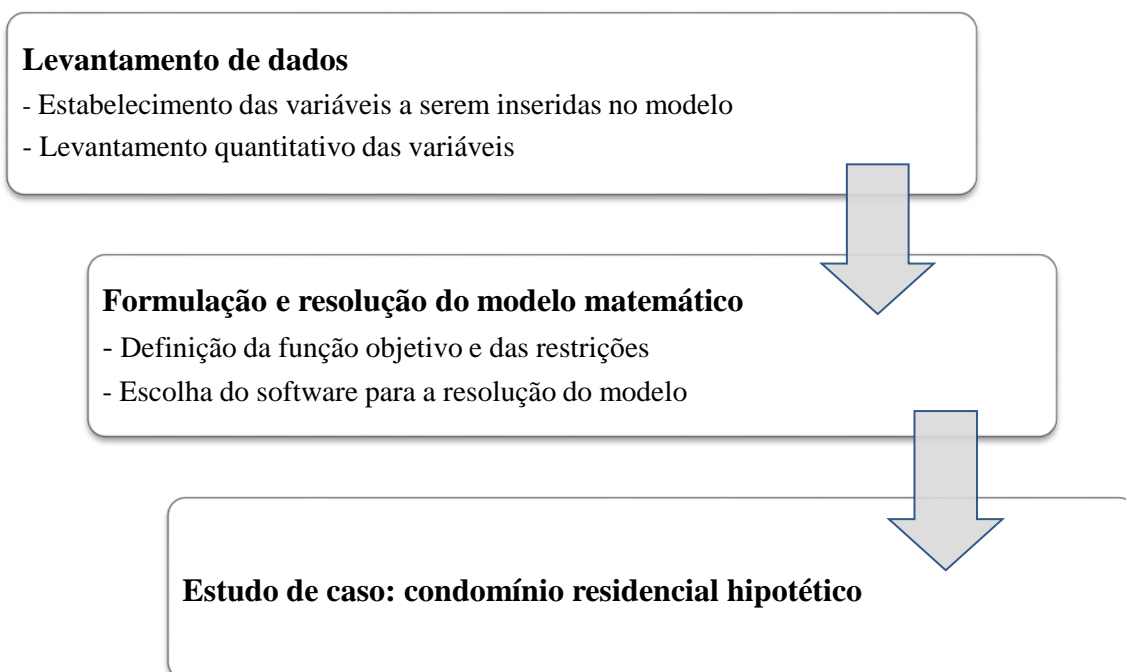 Levantamento de dados
- Estabelecimento das variáveis a serem inseridas no modelo
- Levantamento quantitativo das variáveis
Formulação e resolução do modelo matemático
- Definição da função objetivo e das restrições
- Escolha do software para a resolução do modelo
Estudo de caso: condomínio residencial hipotético